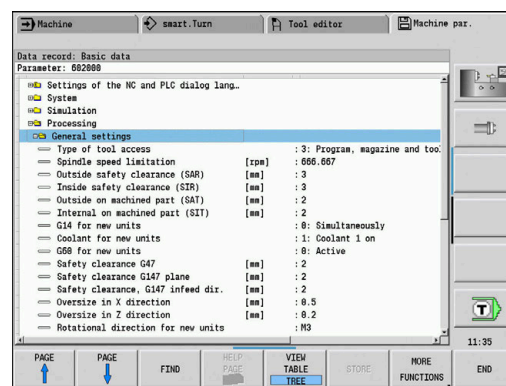 Machine
smart.Turn
Tool editor
Machine par.
Data record: Basic data
Parameter: 602000
Settings of the NC and PLC dialog lang…
System
Simulation
Processing
General settings
Type of tool access : 3: Program, magazine and too
Spindle speed limitation [rpm] : 666.667
Outside safety clearance (SAR) [mm] : 3
Inside safety clearance (SIR) [mm] : 3
Outside on machined part (SAT) [mm] : 2
Internal on machined part (SIT) [mm] : 2
G14 for new units : 0: Simultaneously
Coolant for new units : 1: Coolant 1 on
G60 for new units : 0: Active
Safety clearance G47 [mm] : 2
Safety clearance G147 plane [mm] : 2
Safety clearance, G147 infeed dir. [mm] : 2
Oversize in X direction [mm] : 0.5
Oversize in Z direction [mm] : 0.2
Rotational direction for new units : M3
T
11:35
PAGE
PAGE
FIND
HELP PAGE
VIEW TABLE TREE
STORE
MORE FUNCTIONS
END